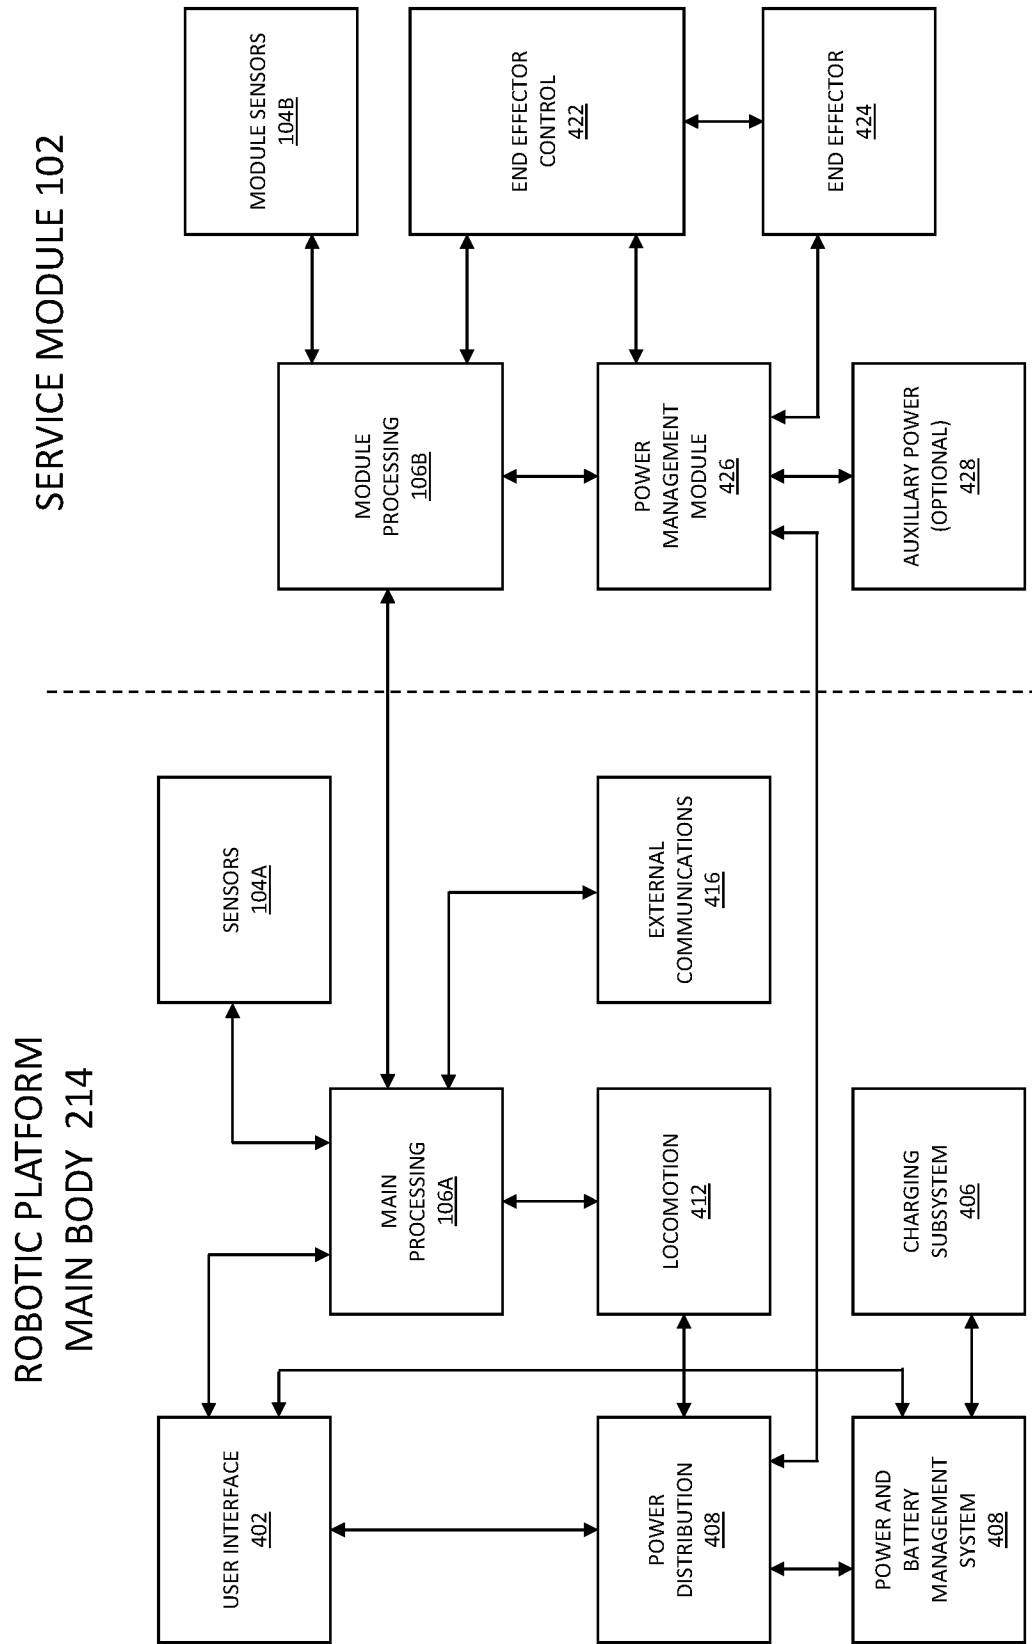 ROBOTIC PLATFORM
MAIN BODY 214
SERVICE MODULE 102
USER INTERFACE
402
SENSORS
104A
MODULE SENSORS
104B
MAIN
PROCESSING
106A
MODULE
PROCESSING
106B
END EFFECTOR
CONTROL
422
POWER
DISTRIBUTION
408
LOCOMOTION
412
EXTERNAL
COMMUNICATIONS
416
POWER
MANAGEMENT
MODULE
426
END EFFECTOR
424
POWER AND
BATTERY
MANAGEMENT
SYSTEM
408
CHARGING
SUBSYSTEM
406
AUXILLARY POWER
(OPTIONAL)
428